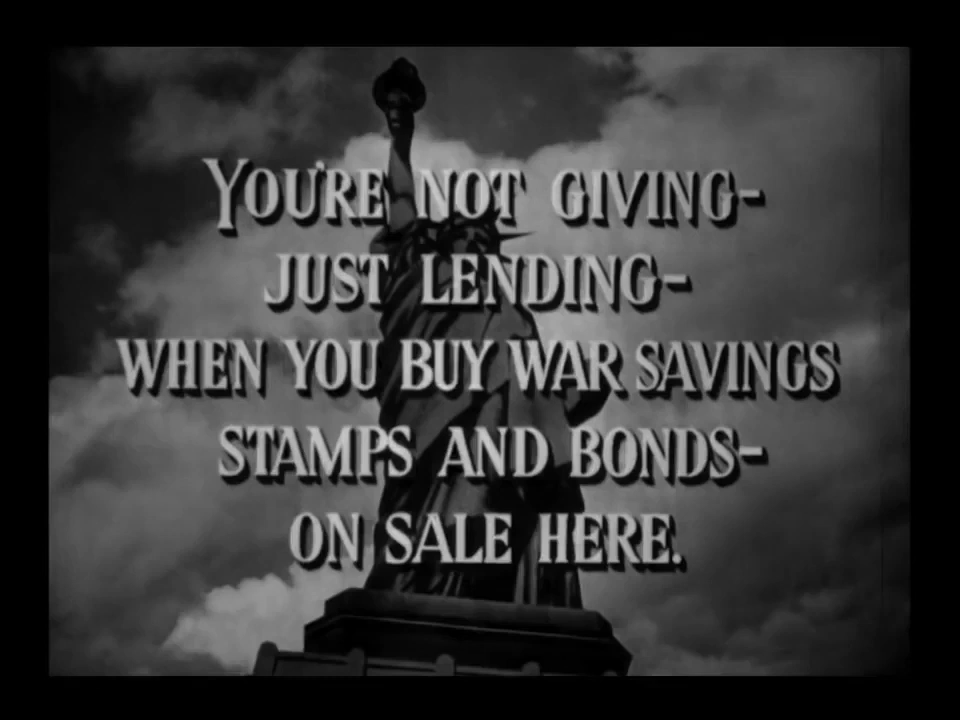 YOU'RE NOT GIVING-
JUST LENDING-
WHEN YOU BUY WAR SAVINGS
STAMPS AND BONDS-
ON SALE HERE.